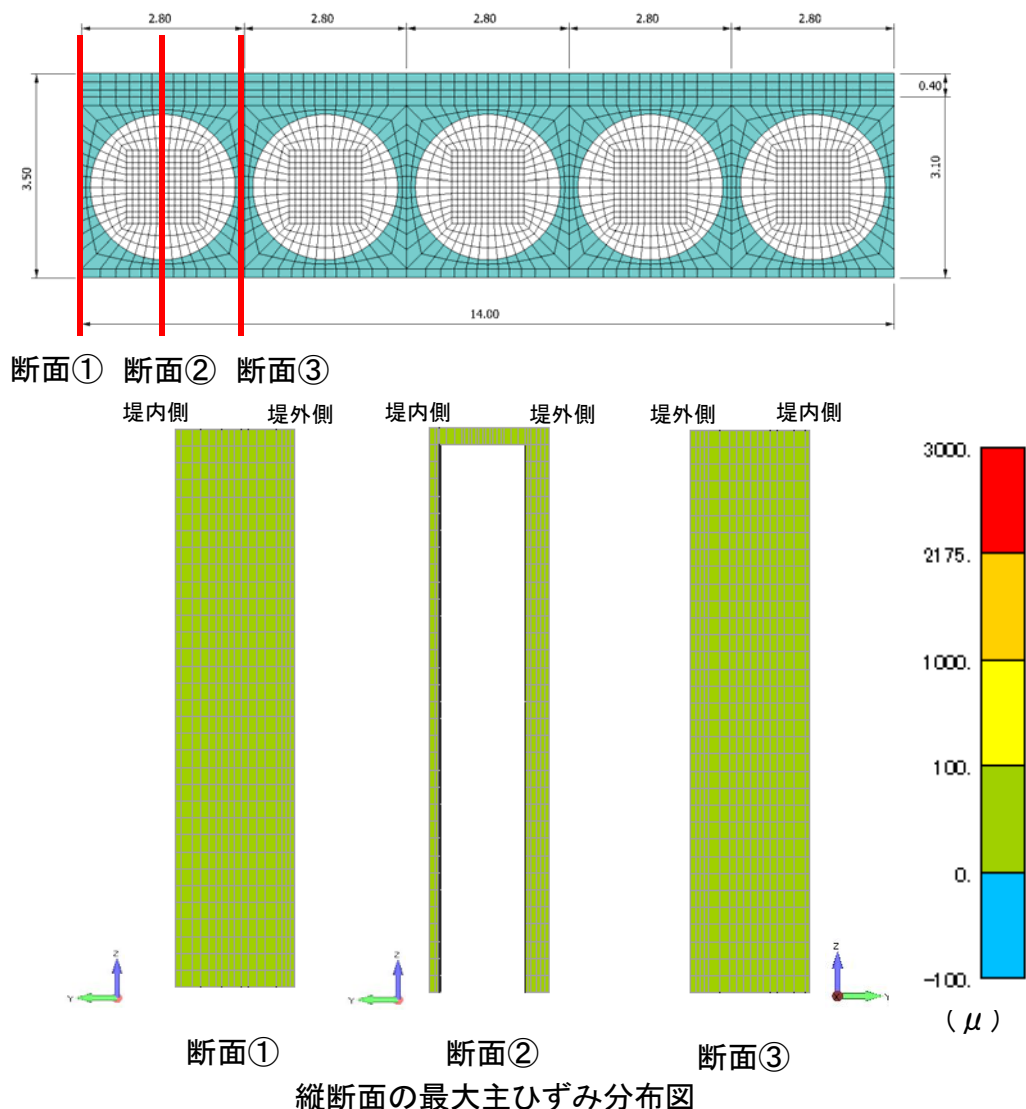 2.80 2.80 2.80 2.80 2.80
0.40
3.50
3.10
14.00
断面① 断面② 断面③
堤内側 堤外側 堤内側 堤外側 堤外側 堤内側
3000.
2175.
1000.
100.
0.
-100.
(μ)
Z Z Z
Y Y Y
断面① 断面② 断面③
縦断面の最大主ひずみ分布図